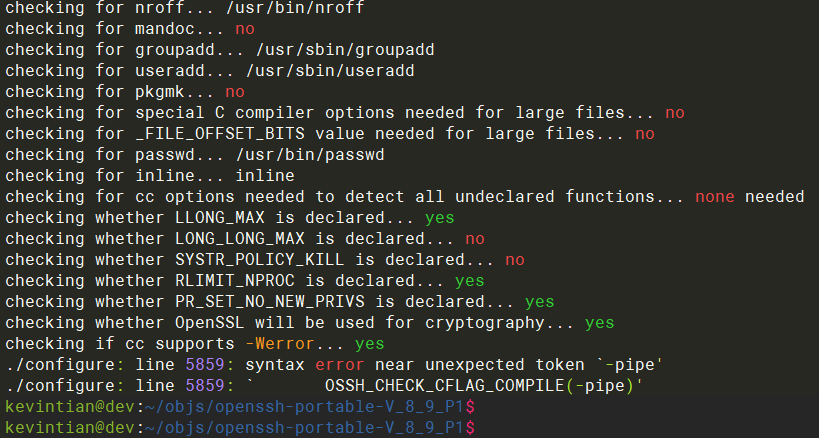 checking for nroff... /usr/bin/nroff
checking for mandoc... no
checking for groupadd... /usr/sbin/groupadd
checking for useradd... /usr/sbin/useradd
checking for pkgmk... no
checking for special C compiler options needed for large files... no
checking for _FILE_OFFSET_BITS value needed for large files... no
checking for passwd... /usr/bin/passwd
checking for inline... inline
checking for cc options needed to detect all undeclared functions... none needed
checking whether LLONG_MAX is declared... yes
checking whether LONG_LONG_MAX is declared... no
checking whether SYSTR_POLICY_KILL is declared... no
checking whether RLIMIT_NPROC is declared... yes
checking whether PR_SET_NO_NEW_PRIVS is declared... yes
checking whether OpenSSL will be used for cryptography... yes
checking if cc supports -Werror... yes
./configure: line 5859: syntax error near unexpected token `-pipe'
./configure: line 5859: `       OSSH_CHECK_CFLAG_COMPILE(-pipe)'
kevintian@dev:~/objs/openssh-portable-V_8_9_P1$
kevintian@dev:~/objs/openssh-portable-V_8_9_P1$